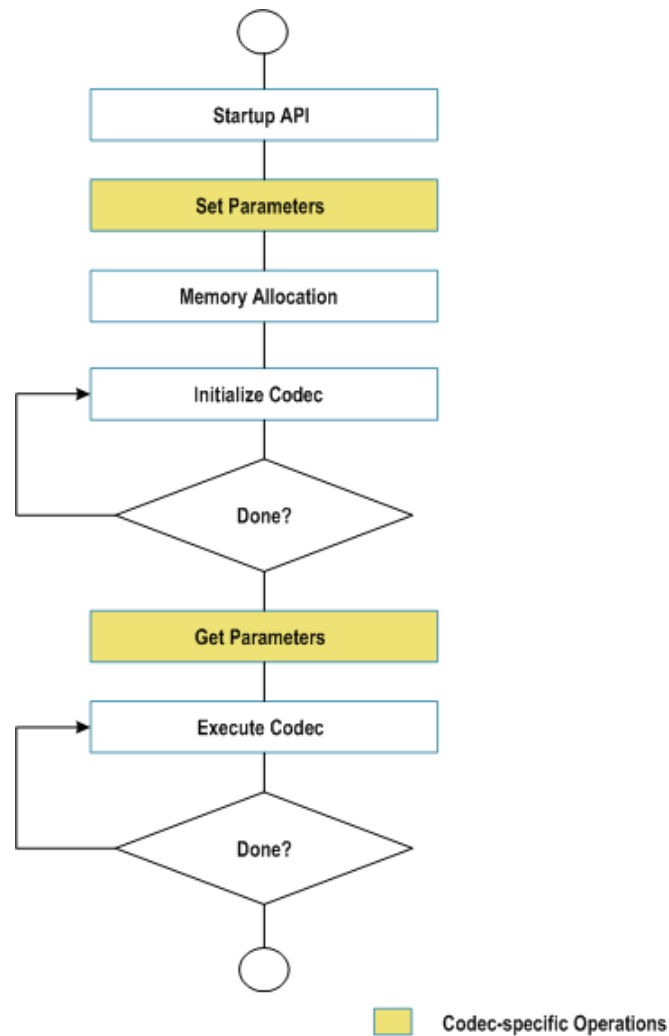 Startup API
Set Parameters
Memory Allocation
Initialize Codec
Done?
Get Parameters
Execute Codec
Done?
Codec-specific Operations